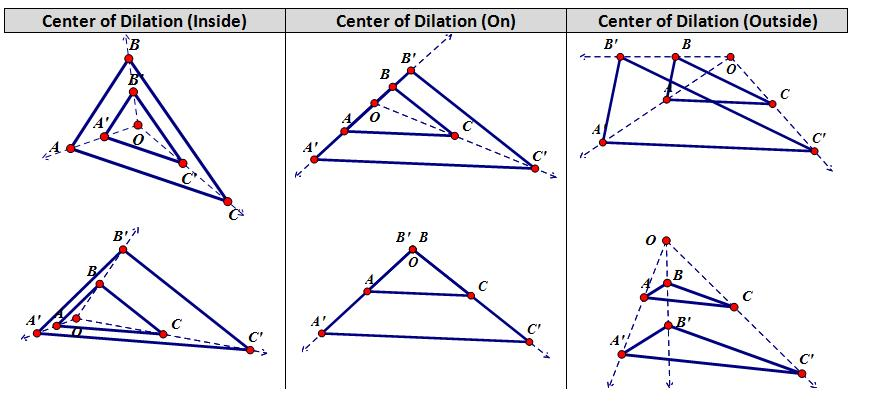 Center of Dilation (Inside)
Center of Dilation (On)
Center of Dilation (Outside)
B
B'
A'
A
O
C'
C
B'
B
A
O
A'
C
C'
B'
B
O
A
C
A
C'
B'
B
A'
A
O
C
C'
B' B
O
A
C
A'
C'
O
B
A
C
B'
A'
C'